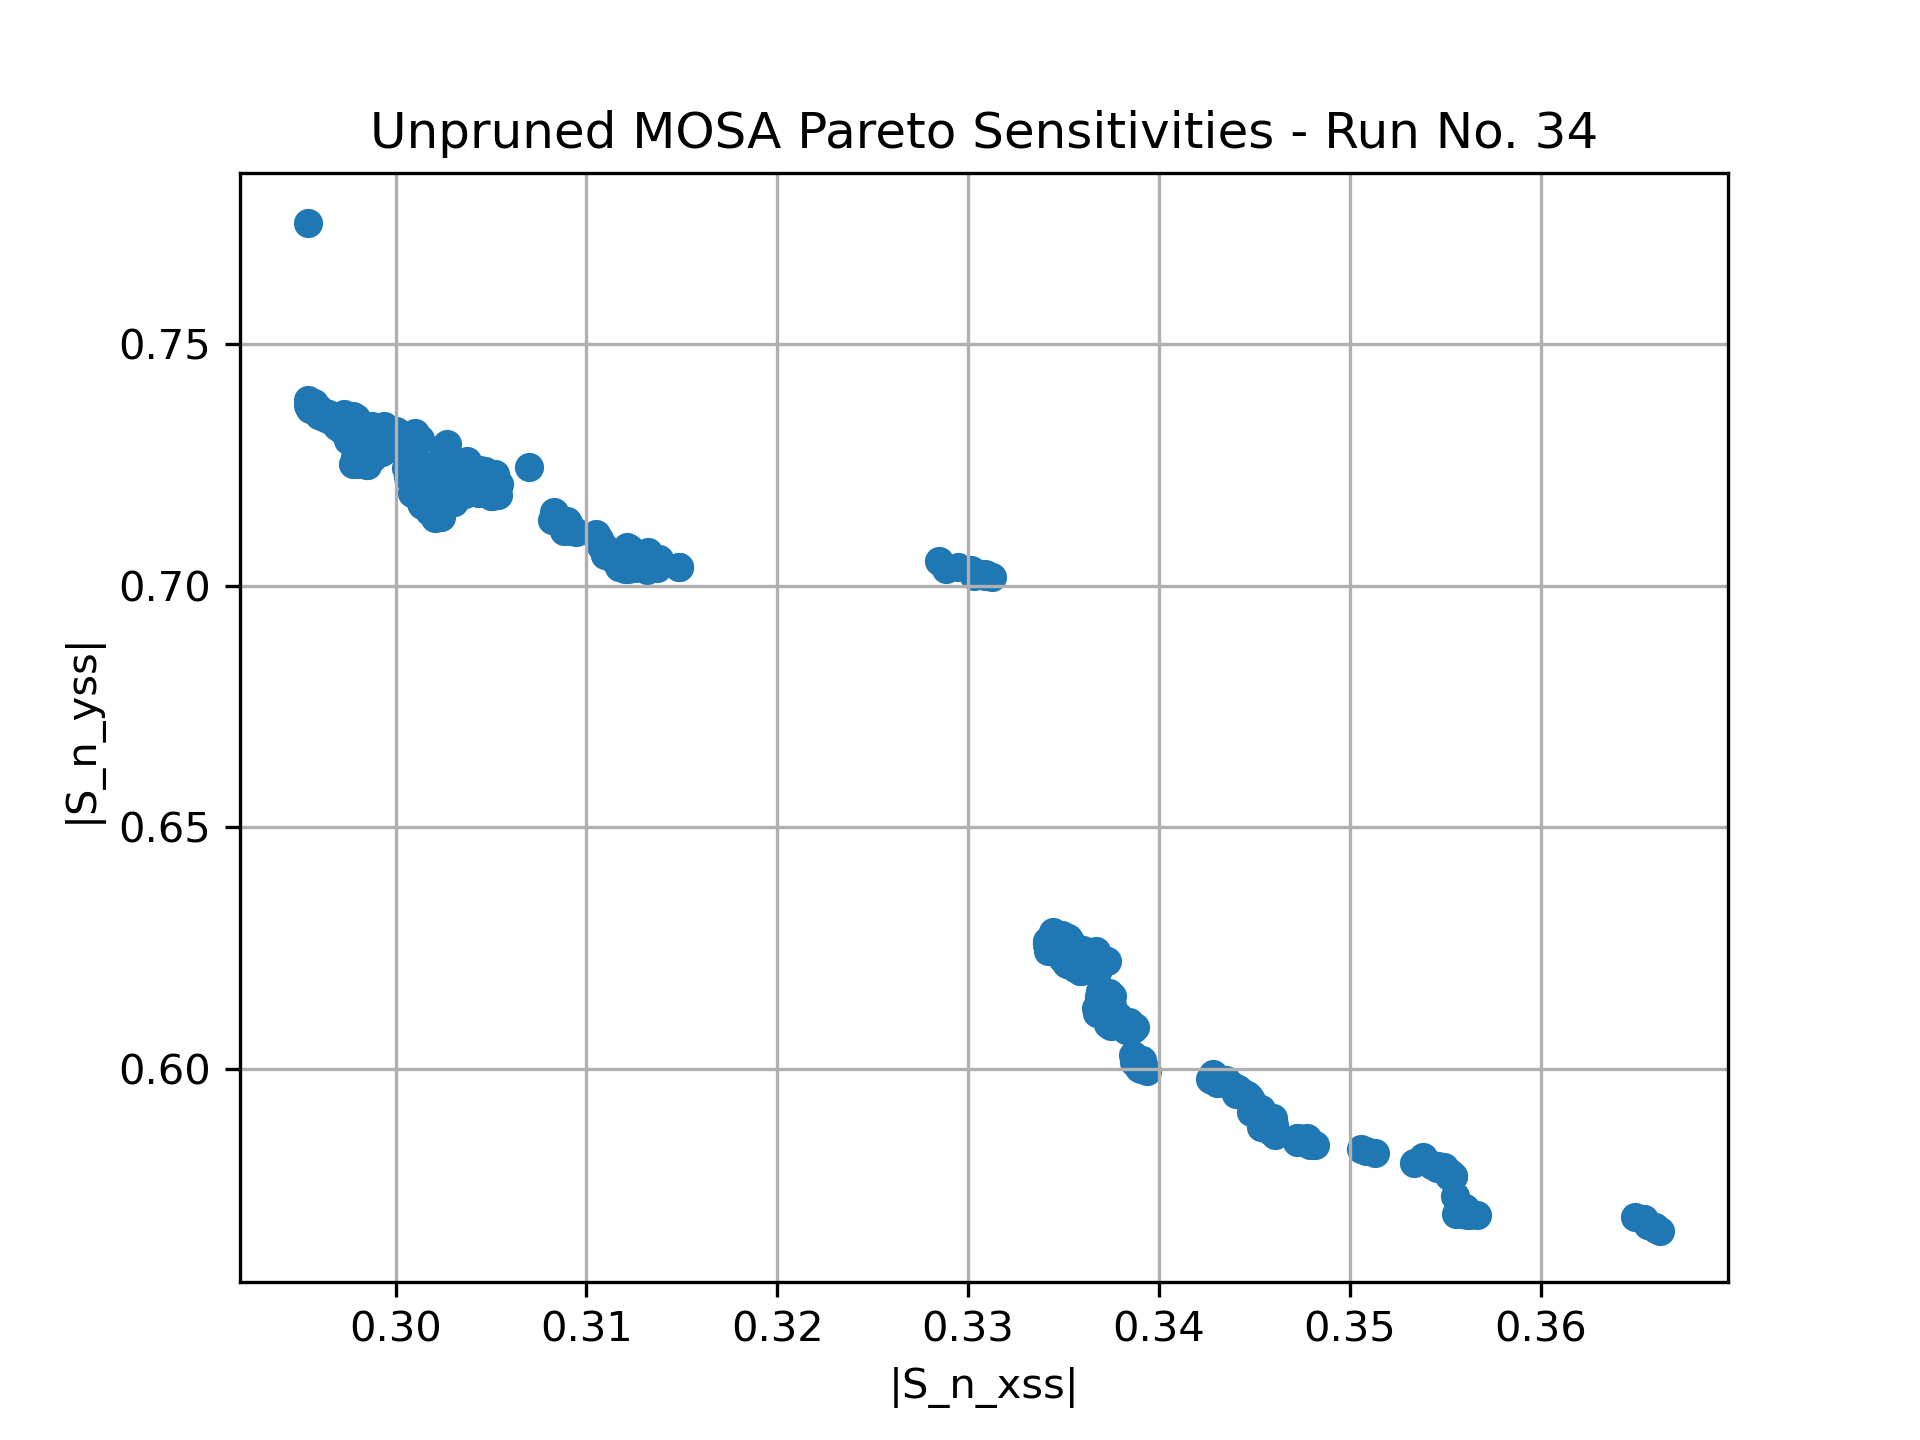 Unpruned MOSA Pareto Sensitivities - Run No. 34
0.75
0.70
0.65
0.60
|S_n_yss|
0.30 0.31 0.32 0.33 0.34 0.35 0.36
|S_n_xss|